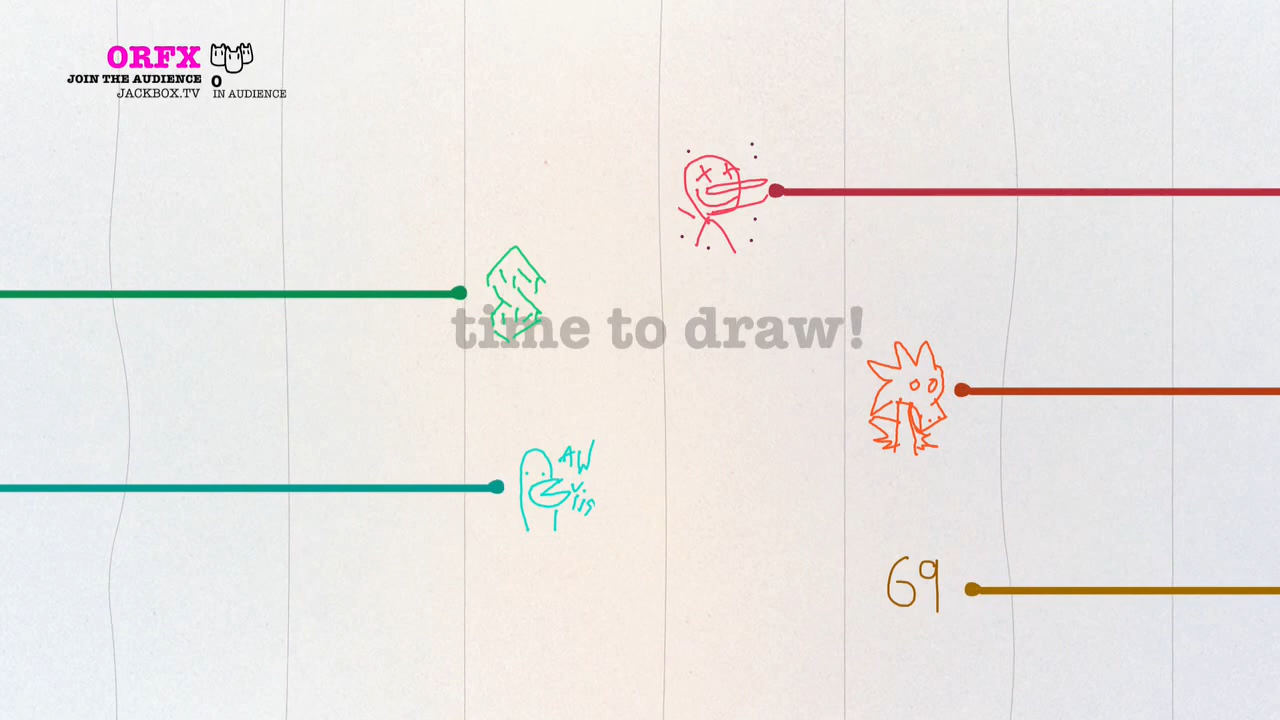 ORFX
JOIN THE AUDIENCE
JACKBOX.TV
0
IN AUDIENCE
time to draw!
AW
69